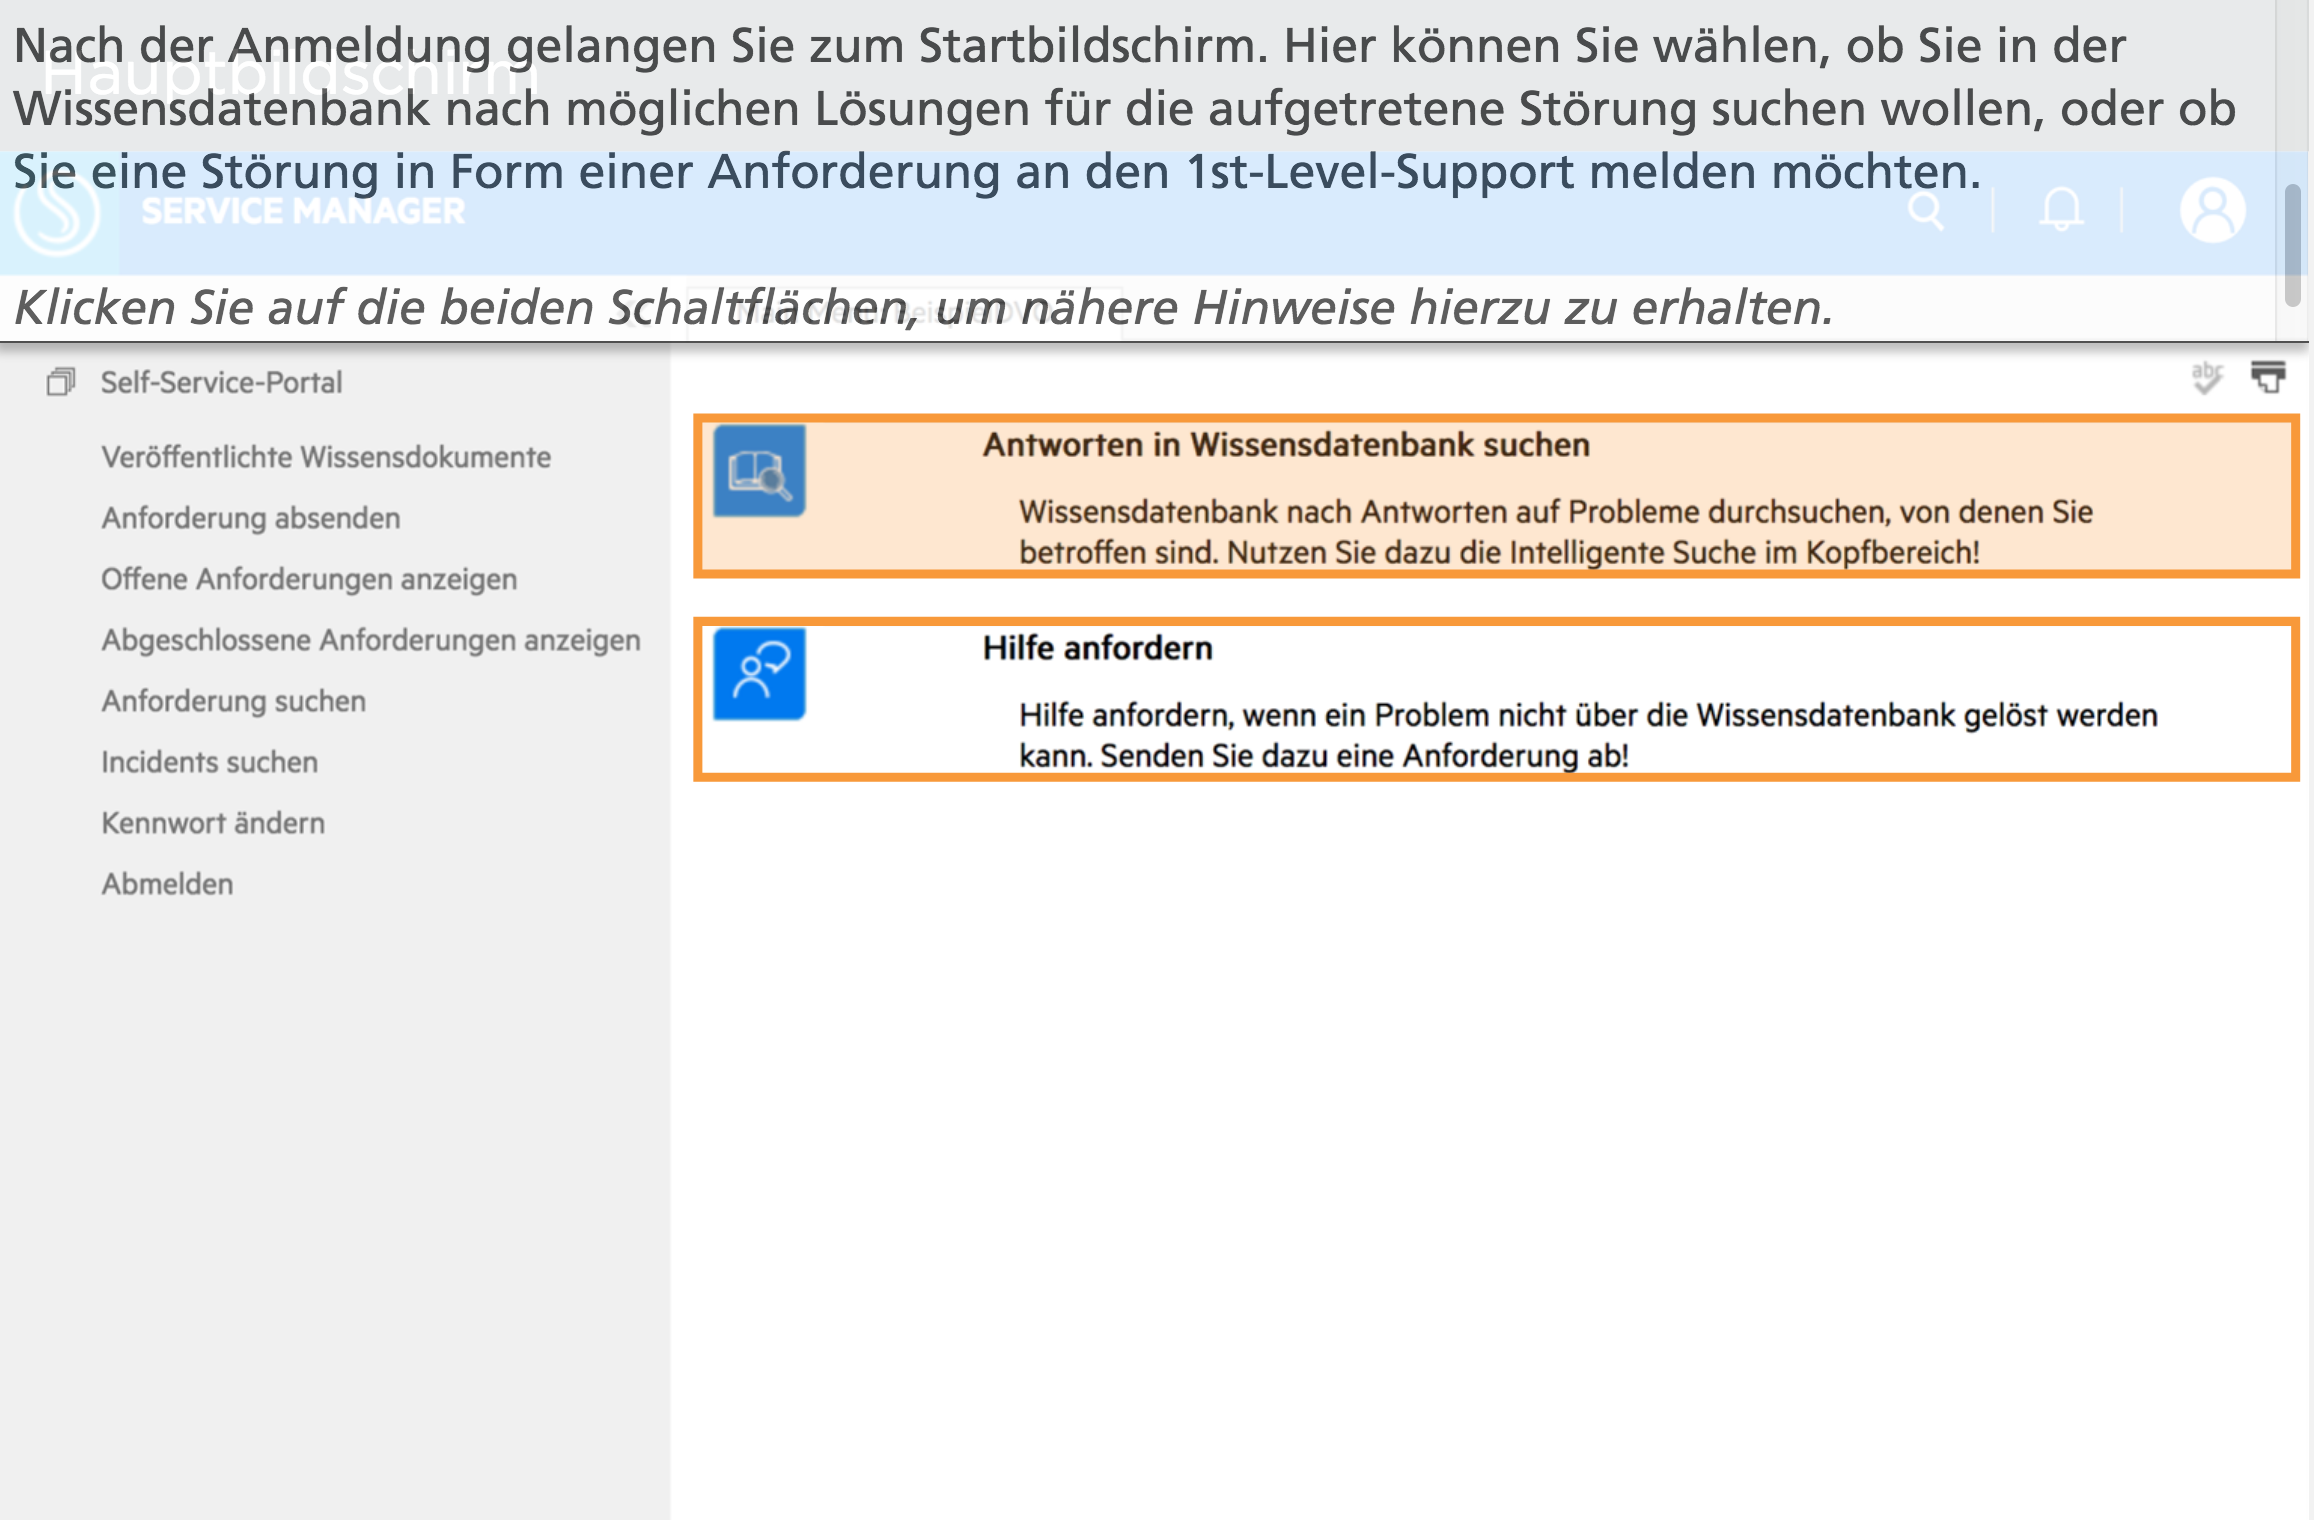 Nach der Anmeldung gelangen Sie zum Startbildschirm. Hier können Sie wählen, ob Sie in der
Hauptbildschirm
Wissensdatenbank nach möglichen Lösungen für die aufgetretene Störung suchen wollen, oder ob
Sie eine Störung in Form einer Anforderung an den 1st-Level-Support melden möchten.
SERVICE MANAGER
Klicken Sie auf die beiden Schaltflächen, um nähere Hinweise hierzu zu erhalten.
Self-Service-Portal
abc
Veröffentlichte Wissensdokumente
Anforderung absenden
Offene Anforderungen anzeigen
Abgeschlossene Anforderungen anzeigen
Anforderung suchen
Incidents suchen
Kennwort ändern
Abmelden
Antworten in Wissensdatenbank suchen
Wissensdatenbank nach Antworten auf Probleme durchsuchen, von denen Sie
betroffen sind. Nutzen Sie dazu die Intelligente Suche im Kopfbereich!
Hilfe anfordern
Hilfe anfordern, wenn ein Problem nicht über die Wissensdatenbank gelöst werden
kann. Senden Sie dazu eine Anforderung ab!